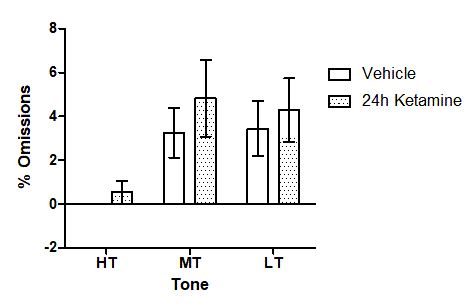 8
6
4
2
0
-2
% Omissions
HT MT LT
Tone
Vehicle
24h Ketamine